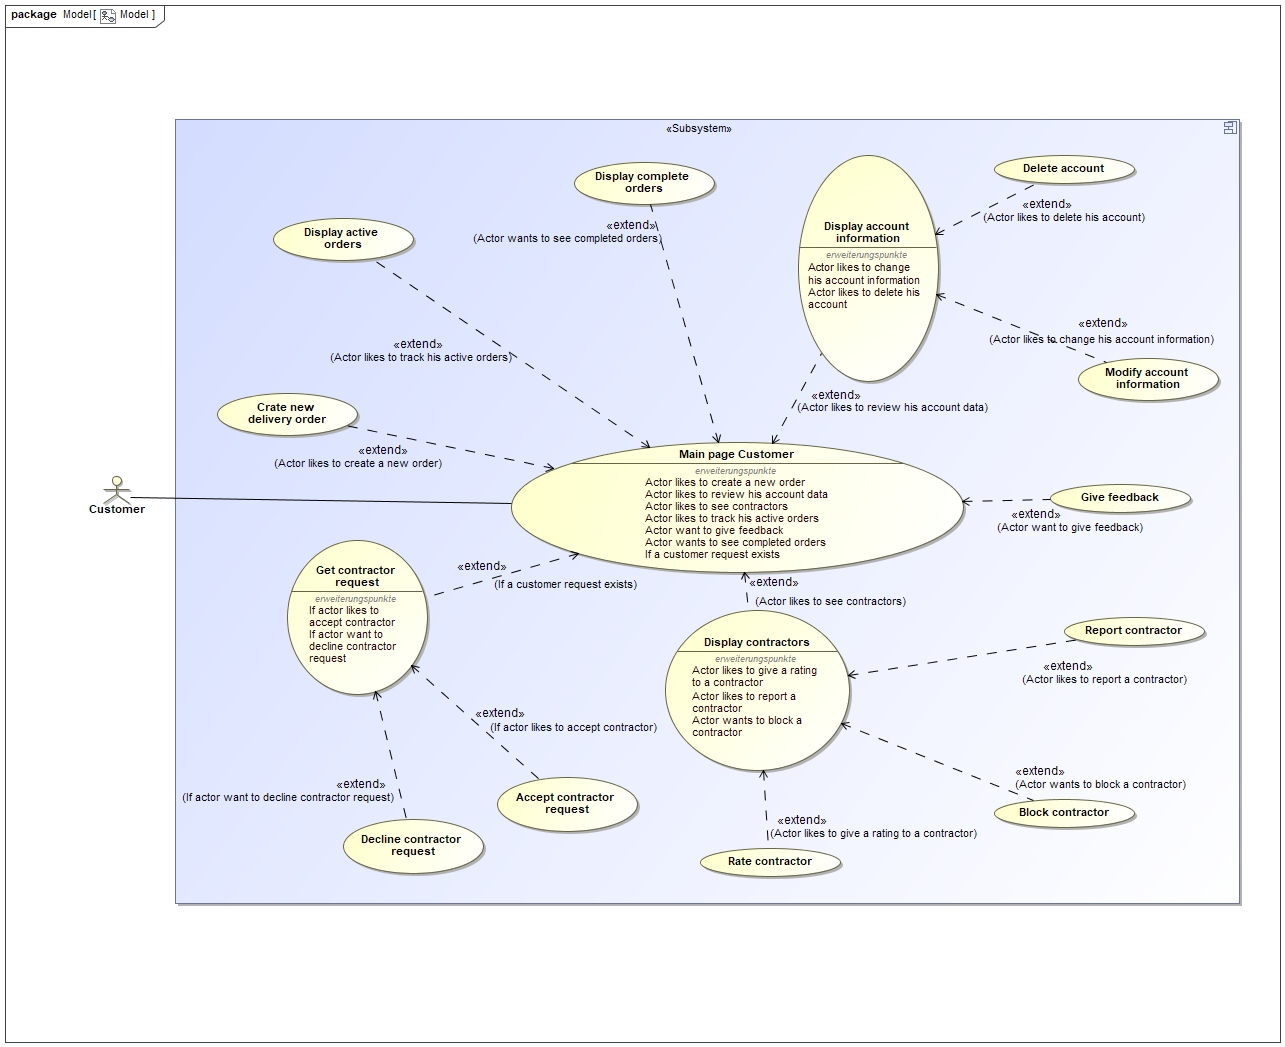 package Model[ Model ]
«Subsystem»
Display complete
orders
Delete account
«extend»
(Actor likes to delete his account)
Display active
orders
«extend»
(Actor wants to see completed orders)
Display account
information
erweiterungspunkte
Actor likes to change
his account information
Actor likes to delete his
account
«extend»
(Actor likes to change his account information)
Modify account
information
«extend»
(Actor likes to track his active orders)
«extend»
(Actor likes to review his account data)
Crate new
delivery order
«extend»
(Actor likes to create a new order)
Customer
Main page Customer
erweiterungspunkte
Actor likes to create a new order
Actor likes to review his account data
Actor likes to see contractors
Actor likes to track his active orders
Actor want to give feedback
Actor wants to see completed orders
If a customer request exists
Give feedback
«extend»
(Actor want to give feedback)
Get contractor
request
erweiterungspunkte
If actor likes to
accept contractor
If actor want to
decline contractor
request
«extend»
(If a customer request exists)
«extend»
(Actor likes to see contractors)
Display contractors
erweiterungspunkte
Actor likes to give a rating
to a contractor
Actor likes to report a
contractor
Actor wants to block a
contractor
Report contractor
«extend»
(Actor likes to report a contractor)
«extend»
(If actor likes to accept contractor)
«extend»
(If actor want to decline contractor request)
Accept contractor
request
Decline contractor
request
«extend»
(Actor wants to block a contractor)
Block contractor
«extend»
(Actor likes to give a rating to a contractor)
Rate contractor